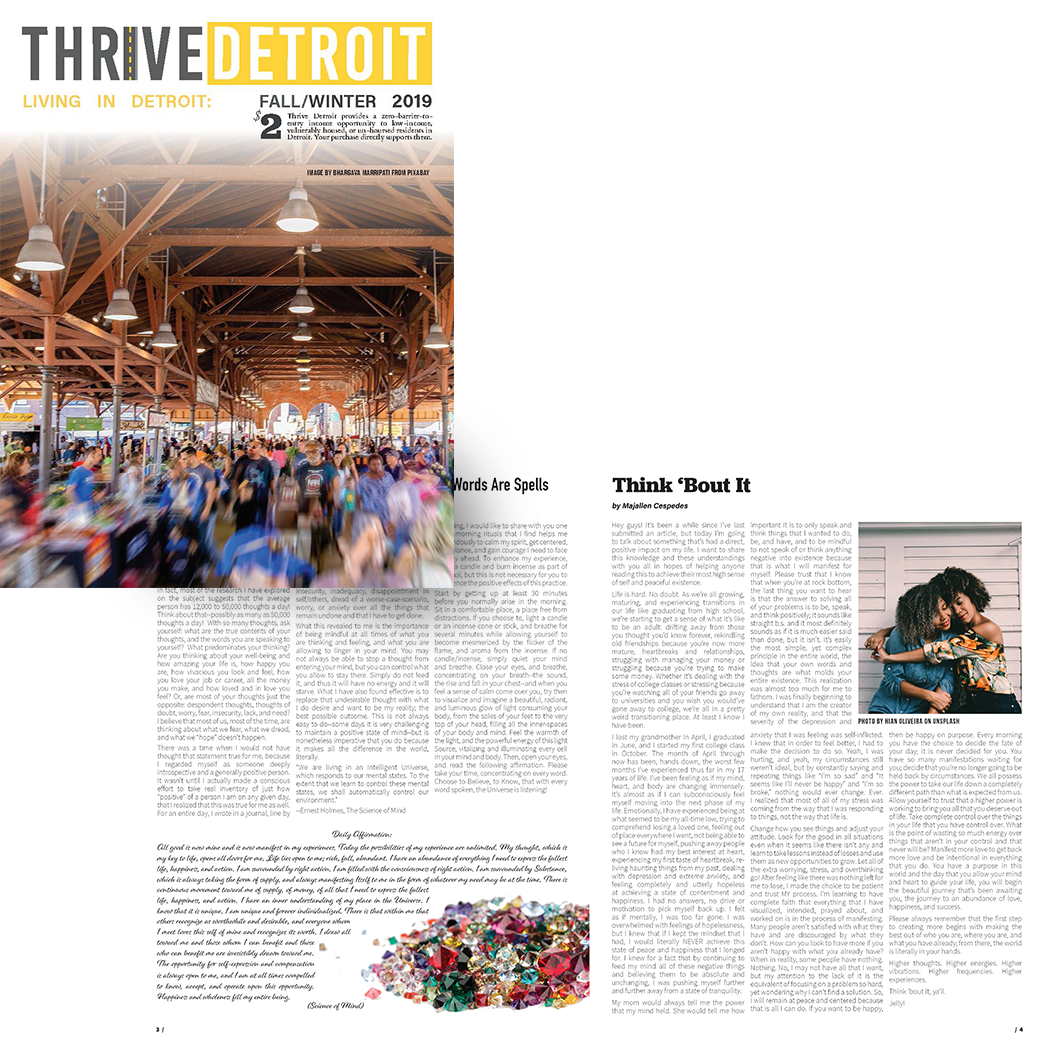 THRIVE DETROIT
LIVING IN DETROIT: FALL/WINTER 2019
$2
Thrive Detroit provides a zero-barrier-to-
entry income opportunity to low-income,
vulnerably housed, or un-housed residents in
Detroit. Your purchase directly supports them.
IMAGE BY BHARGAVA MARRIPATI FROM PIXABAY
Words Are Spells
ing, I would like to share with you one
morning rituals that I find helps me
ndously to calm my spirit, get centered,
lance, and gain courage I need to face
y ahead. To enhance my experience,
candle and burn incense as part of
al, but this is not necessary for you to
ence the positive effects of this practice.
In fact, most of the research I have explored
on the subject suggests that the average
person has 12,000 to 50,000 thoughts a day!
Think about that—possibly as many as 50,000
thoughts a day! With so many thoughts, ask
yourself: what are the true contents of your
thoughts, and the words you are speaking to
yourself? What predominates your thinking?
Are you thinking about your well-being and
how amazing your life is, how happy you
are, how vivacious you look and feel, how
you love your job or career, all the money
you make, and how loved and in love you
feel? Or, are most of your thoughts just the
opposite: despondent thoughts, thoughts of
doubt, worry, fear, insecurity, lack, and need?
I believe that most of us, most of the time, are
thinking about what we fear, what we dread,
and what we "hope" doesn't happen.
There was a time when I would not have
thought that statement true for me, because
I regarded myself as someone deeply
introspective and a generally positive person.
It wasn't until I actually made a conscious
effort to take real inventory of just how
"positive" of a person I am on any given day,
that I realized that this was true for me as well.
For an entire day, I wrote in a journal, line by
insecurity, inadequacy, disappointment in
self/others, dread of a worse-case-scenario,
worry, or anxiety over all the things that
remain undone and that I have to get done.
What this revealed to me is the importance
of being mindful at all times of what you
are thinking and feeling, and what you are
allowing to linger in your mind. You may
not always be able to stop a thought from
entering your mind, but you can control what
you allow to stay there. Simply do not feed
it, and thus it will have no energy and it will
starve. What I have also found effective is to
replace that undesirable thought with what
I do desire and want to be my reality, the
best possible outcome. This is not always
easy to do—some days it is very challenging
to maintain a positive state of mind—but is
nonetheless imperative that you do because
it makes all the difference in the world,
literally.
"We are living in an Intelligent Universe,
which responds to our mental states. To the
extent that we learn to control these mental
states, we shall automatically control our
environment."
—Ernest Holmes, The Science of Mind
Start by getting up at least 30 minutes
before you normally arise in the morning.
Sit in a comfortable place, a place free from
distractions. If you choose to, light a candle
or an incense cone or stick, and breathe for
several minutes while allowing yourself to
become mesmerized by the flicker of the
flame, and aroma from the incense. If no
candle/incense, simply quiet your mind
and breathe. Close your eyes, and breathe,
concentrating on your breath—the sound,
the rise and fall in your chest—and when you
feel a sense of calm come over you, try then
to visualize and imagine a beautiful, radiant,
and luminous glow of light consuming your
body, from the soles of your feet to the very
top of your head, filling all the innerspaces
of your body and mind. Feel the warmth of
the light, and the powerful energy of this light
Source, vitalizing and illuminating every cell
in your mind and body. Then, open your eyes,
and read the following affirmation. Please
take your time, concentrating on every word.
Choose to Believe, to Know, that with every
word spoken, the Universe is listening!
Daily Affirmation:
All good is now mine and is now manifest in my experiences. Today the possibilities of my experience are unlimited. My thought, which is
my key to life, opens all doors for me. Life lies open to me; rich, full, abundant. I have an abundance of everything I need to express the fullest
life, happiness, and action. I am surrounded by right action. I am filled with the consciousness of right action. I am surrounded by Substance,
which is always taking the form of supply, and always manifesting Itself to me in the form of whatever my need may be at the time. There is
continuous movement toward me of supply, of money, of all that I need to express the fullest
life, happiness, and action. I have an inner understanding of my place in the Universe. I
know that it is unique. I am unique and forever individualized. There is that within me that
others recognize as worthwhile and desirable, and everyone whom
I meet loves this self of mine and recognizes its worth. I draw all
toward me and those whom I can benefit and those
who can benefit me are irresistibly drawn toward me.
The opportunity for self-expression and compensation
is always open to me, and I am at all times compelled
to know, accept, and operate upon this opportunity.
Happiness and wholeness fill my entire being.
(Science of Mind)
3 /
Think 'Bout It
by Majallen Cespedes
Hey guys! It's been a while since I've last
submitted an article, but today I'm going
to talk about something that's had a direct,
positive impact on my life. I want to share
this knowledge and these understandings
with you all in hopes of helping anyone
reading this to achieve their most high sense
of self and peaceful existence.
Life is hard. No doubt. As we're all growing,
maturing, and experiencing transitions in
our life like graduating from high school,
we're starting to get a sense of what it's like
to be an adult: drifting away from those
you thought you'd know forever, rekindling
old friendships because you're now more
mature, heartbreaks and relationships,
struggling with managing your money or
struggling because you're trying to make
some money. Whether it's dealing with the
stress of college classes or stressing because
you're watching all of your friends go away
to universities and you wish you would've
gone away to college, we're all in a pretty
weird transitioning place. At least I know I
have been.
I lost my grandmother in April, I graduated
in June, and I started my first college class
in October. The month of April through
now has been, hands down, the worst few
months I've experienced thus far in my 17
years of life. I've been feeling as if my mind,
heart, and body are changing immensely.
It's almost as if I can subconsciously feel
myself moving into the next phase of my
life. Emotionally, I have experienced being at
what seemed to be my all-time low, trying to
comprehend losing a loved one, feeling out
of place everywhere I went, not being able to
see a future for myself, pushing away people
who I know had my best interest at heart,
experiencing my first taste of heartbreak, re-
living haunting things from my past, dealing
with depression and extreme anxiety, and
feeling completely and utterly hopeless
at achieving a state of contentment and
happiness. I had no answers, no drive or
motivation to pick myself back up. I felt
as if mentally, I was too far gone. I was
overwhelmed with feelings of hopelessness,
but I knew that if I kept the mindset that I
had, I would literally NEVER achieve this
state of peace and happiness that I longed
for. I knew for a fact that by continuing to
feed my mind all of these negative things
and believing them to be absolute and
unchanging, I was pushing myself further
and further away from a state of tranquility.
My mom would always tell me the power
that my mind held. She would tell me how
important it is to only speak and
think things that I wanted to do,
be, and have, and to be mindful
to not speak of or think anything
negative into existence because
that is what I will manifest for
myself. Please trust that I know
that when you're at rock bottom,
the last thing you want to hear
is that the answer to solving all
of your problems is to be, speak,
and think positively; it sounds like
straight b.s. and it most definitely
sounds as if it is much easier said
than done, but it isn't. It's easily
the most simple, yet complex
principle in the entire world, the
idea that your own words and
thoughts are what molds your
entire existence. This realization
was almost too much for me to
fathom. I was finally beginning to
understand that I am the creator
of my own reality, and that the
severity of the depression and
anxiety that I was feeling was self-inflicted.
I knew that in order to feel better, I had to
make the decision to do so. Yeah, I was
hurting, and yeah, my circumstances still
weren't ideal, but by constantly saying and
repeating things like "I'm so sad" and "it
seems like I'll never be happy" and "I'm so
broke," nothing would ever change. Ever.
I realized that most of all of my stress was
coming from the way that I was responding
to things, not the way that life is.
Change how you see things and adjust your
attitude. Look for the good in all situations
even when it seems like there isn't any and
learn to take lessons instead of losses and use
them as new opportunities to grow. Let all of
the extra worrying, stress, and overthinking
go! After feeling like there was nothing left for
me to lose, I made the choice to be patient
and TRUST MY process. I'm learning to have
complete faith that everything that I have
visualized, intended, prayed about, and
worked on is in the process of manifesting.
Many people aren't satisfied with what they
have and are discouraged by what they
don't. How can you look to have more if you
aren't happy with what you already have?
When in reality, some people have nothing.
Nothing. No, I may not have all that I want,
but my attention to the lack of it is the
equivalent of focusing on a problem so hard,
yet wondering why I can't find a solution. So,
I will remain at peace and centered because
that is all I can do. If you want to be happy,
PHOTO BY HIAN OLIVEIRA ON UNSPLASH
then be happy on purpose. Every morning
you have the choice to decide the fate of
your day; it is never decided for you. You
have so many manifestations waiting for
you; decide that you're no longer going to be
held back by circumstances. We all possess
the power to take our life down a completely
different path than what is expected from us.
Allow yourself to trust that a higher power is
working to bring you all that you deserve out
of life. Take complete control over the things
in your life that you have control over. What
is the point of wasting so much energy over
things that aren't in your control and that
never will be? Manifest more love to get back
more love and be intentional in everything
that you do. You have a purpose in this
world and the day that you allow your mind
and heart to guide your life, you will begin
the beautiful journey that's been awaiting
you, the journey to an abundance of love,
happiness, and success.
Please always remember that the first step
to creating more begins with making the
best out of who you are, where you are, and
what you have already; from there, the world
is literally in your hands.
Higher thoughts. Higher energies. Higher
vibrations. Higher frequencies. Higher
experiences.
Think 'bout it, ya'll.
Jelly!
/ 4